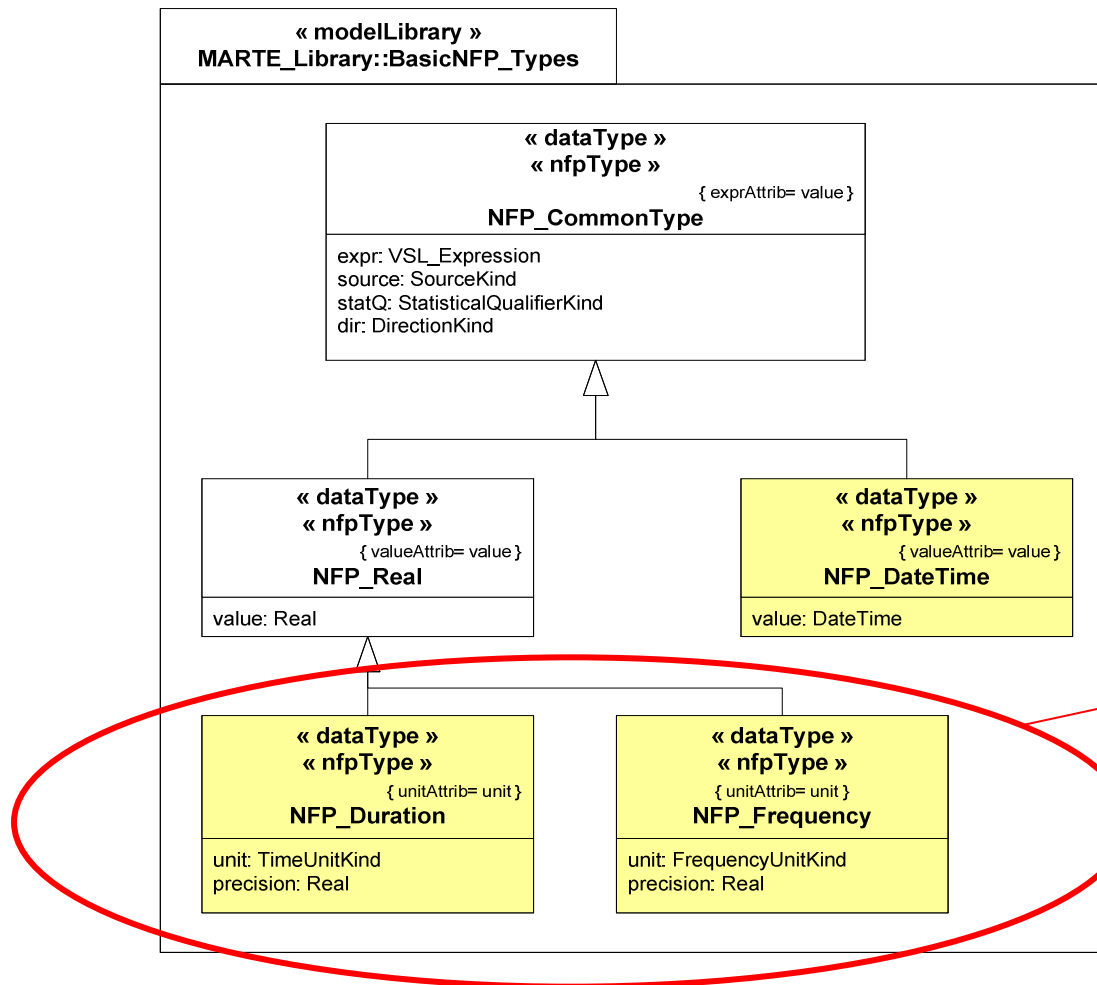 « modelLibrary »
MARTE_Library::BasicNFP_Types
« dataType »
« nfpType »
{ exprAttrib= value }
NFP_CommonType
expr: VSL_Expression
source: SourceKind
statQ: StatisticalQualifierKind
dir: DirectionKind
« dataType »
« nfpType »
{ valueAttrib= value }
NFP_Real
value: Real
« dataType »
« nfpType »
{ valueAttrib= value }
NFP_DateTime
value: DateTime
« dataType »
« nfpType »
{ unitAttrib= unit }
NFP_Duration
unit: TimeUnitKind
precision: Real
« dataType »
« nfpType »
{ unitAttrib= unit }
NFP_Frequency
unit: FrequencyUnitKind
precision: Real